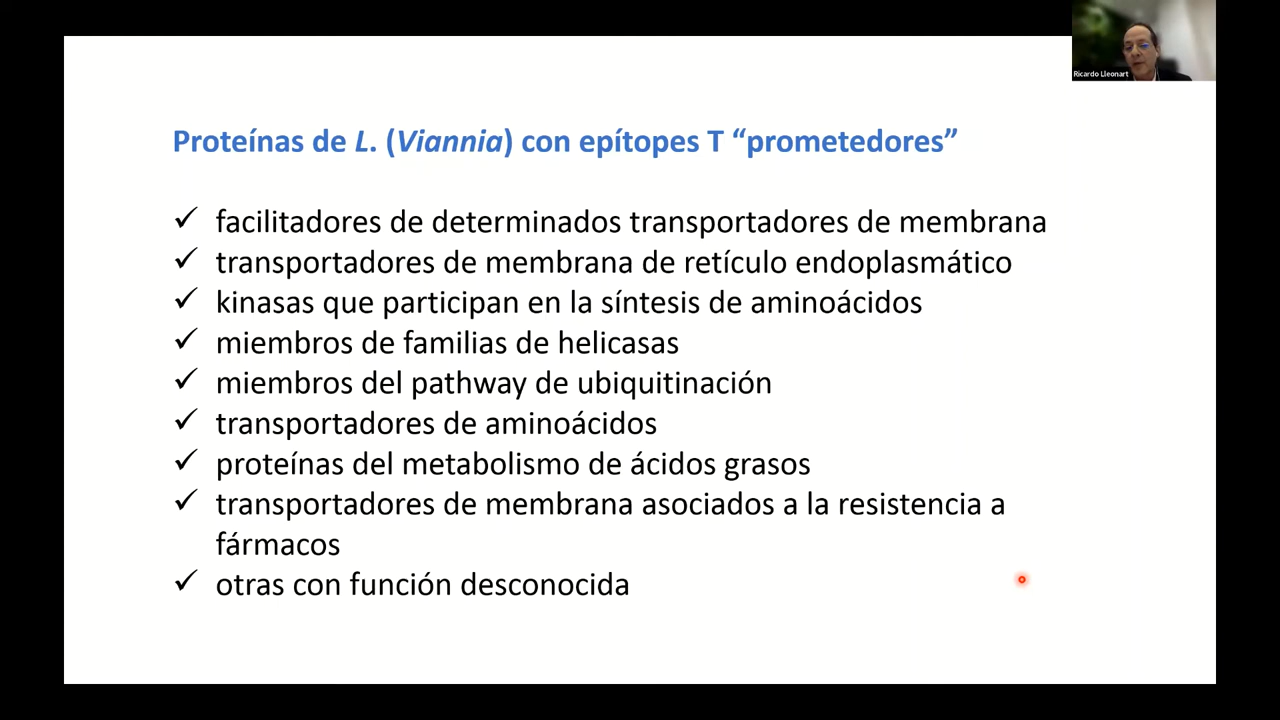 Ricardo Lleonart
Proteínas de L. (Viannia) con epítopes T “prometedores”
✓ facilitadores de determinados transportadores de membrana
✓ transportadores de membrana de retículo endoplasmático
✓ kinasas que participan en la síntesis de aminoácidos
✓ miembros de familias de helicasas
✓ miembros del pathway de ubiquitinación
✓ transportadores de aminoácidos
✓ proteínas del metabolismo de ácidos grasos
✓ transportadores de membrana asociados a la resistencia a
fármacos
✓ otras con función desconocida